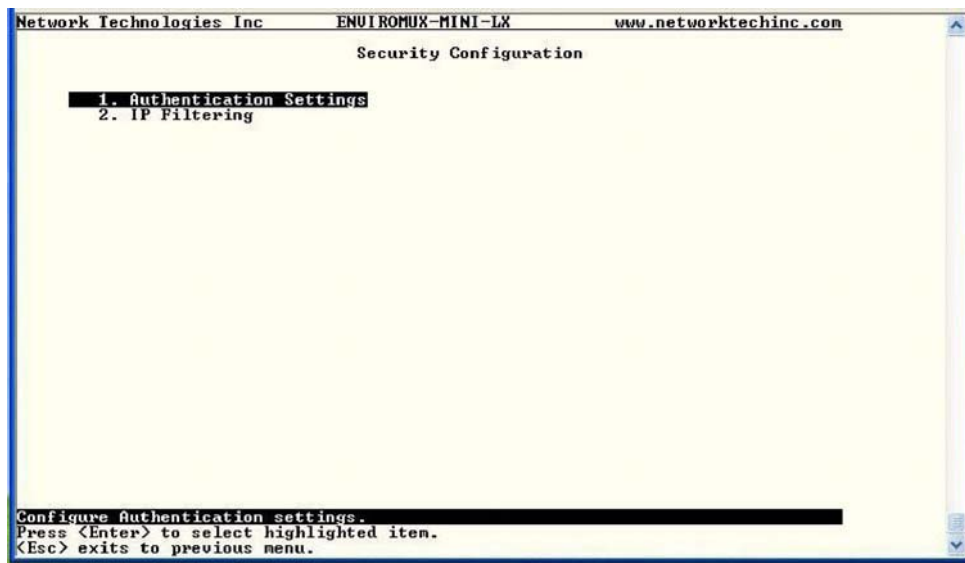 Network Technologies Inc ENVIROMUX-MINI-LX www.networktechinc.com
Security Configuration
1. Authentication Settings
2. IP Filtering
Configure Authentication settings.
Press <Enter> to select highlighted item.
<Esc> exits to previous menu.